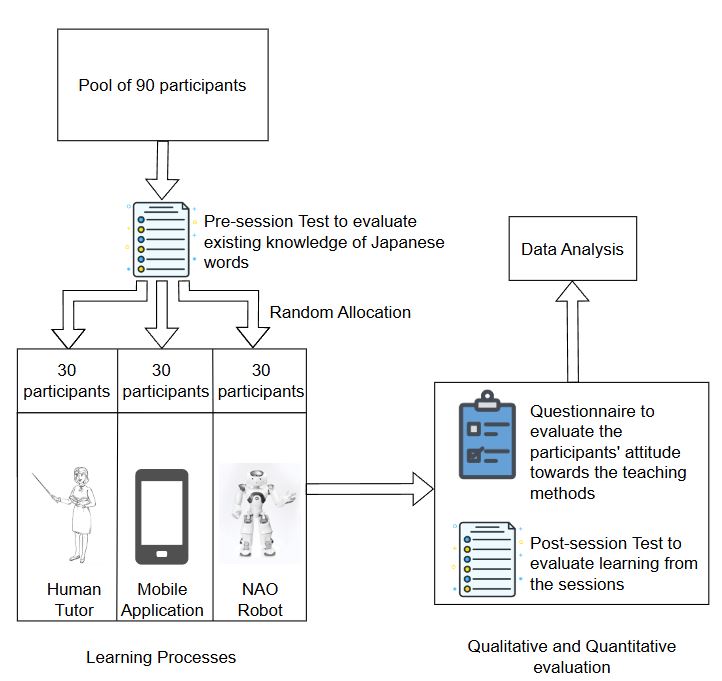 Pool of 90 participants
Pre-session Test to evaluate
existing knowledge of Japanese
words
Random Allocation
30
participants
30
participants
30
participants
Human
Tutor
Mobile
Application
NAO
Robot
Learning Processes
Data Analysis
Questionnaire to
evaluate the
participants' attitude
towards the teaching
methods
Post-session Test to
evaluate learning from
the sessions
Qualitative and Quantitative
evaluation